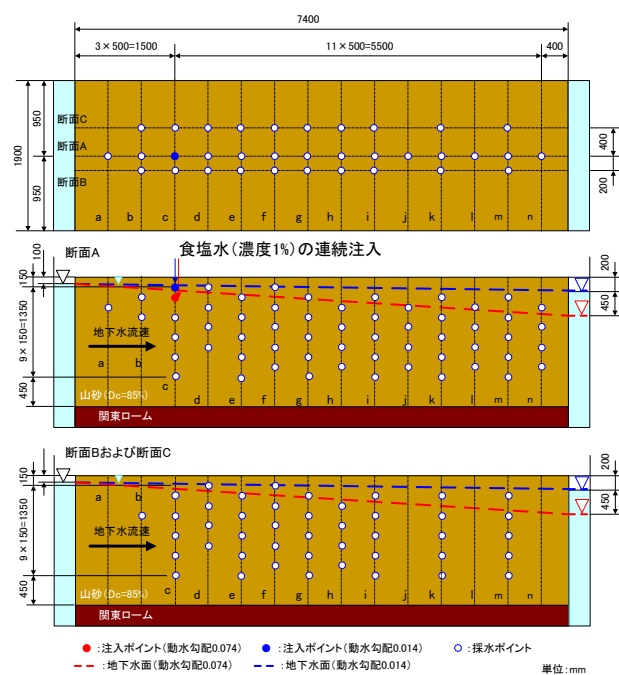 7400
3×500=1500
11×500=5500
400
1900
950
950
断面C
断面A
断面B
400
200
a b c d e f g h i j k l m n
食塩水(濃度1%)の連続注入
断面A
100
150
9×150=1350
450
200
450
地下水流速
a b c d e f g h i j k l m n
山砂(Dc=85%)
関東ローム
断面Bおよび断面C
150
9×150=1350
450
200
450
a b
地下水流速
c d e f g h i j k l m n
山砂(Dc=85%)
関東ローム
:注入ポイント(動水勾配0.074) :注入ポイント(動水勾配0.014) :採水ポイント
:地下水面(動水勾配0.074) :地下水面(動水勾配0.014)
単位:mm